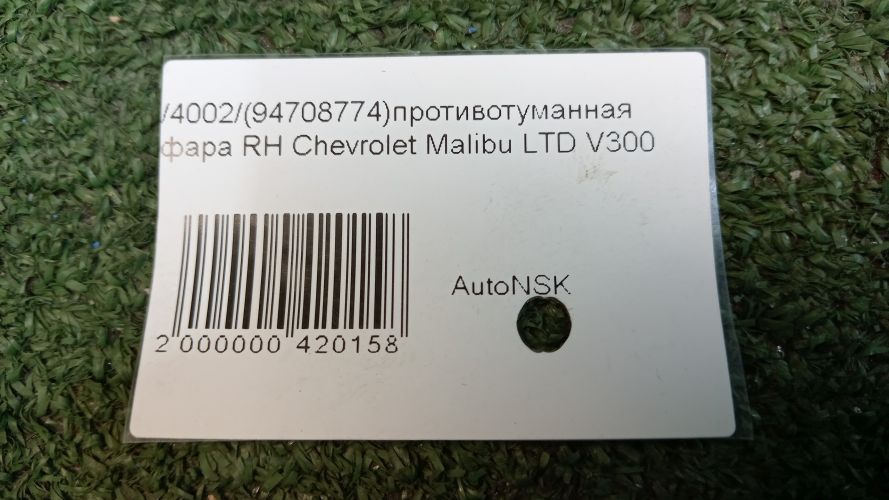 /4002/(94708774)противотуманная
фара RH Chevrolet Malibu LTD V300
AutoNSK
2 000000 420158